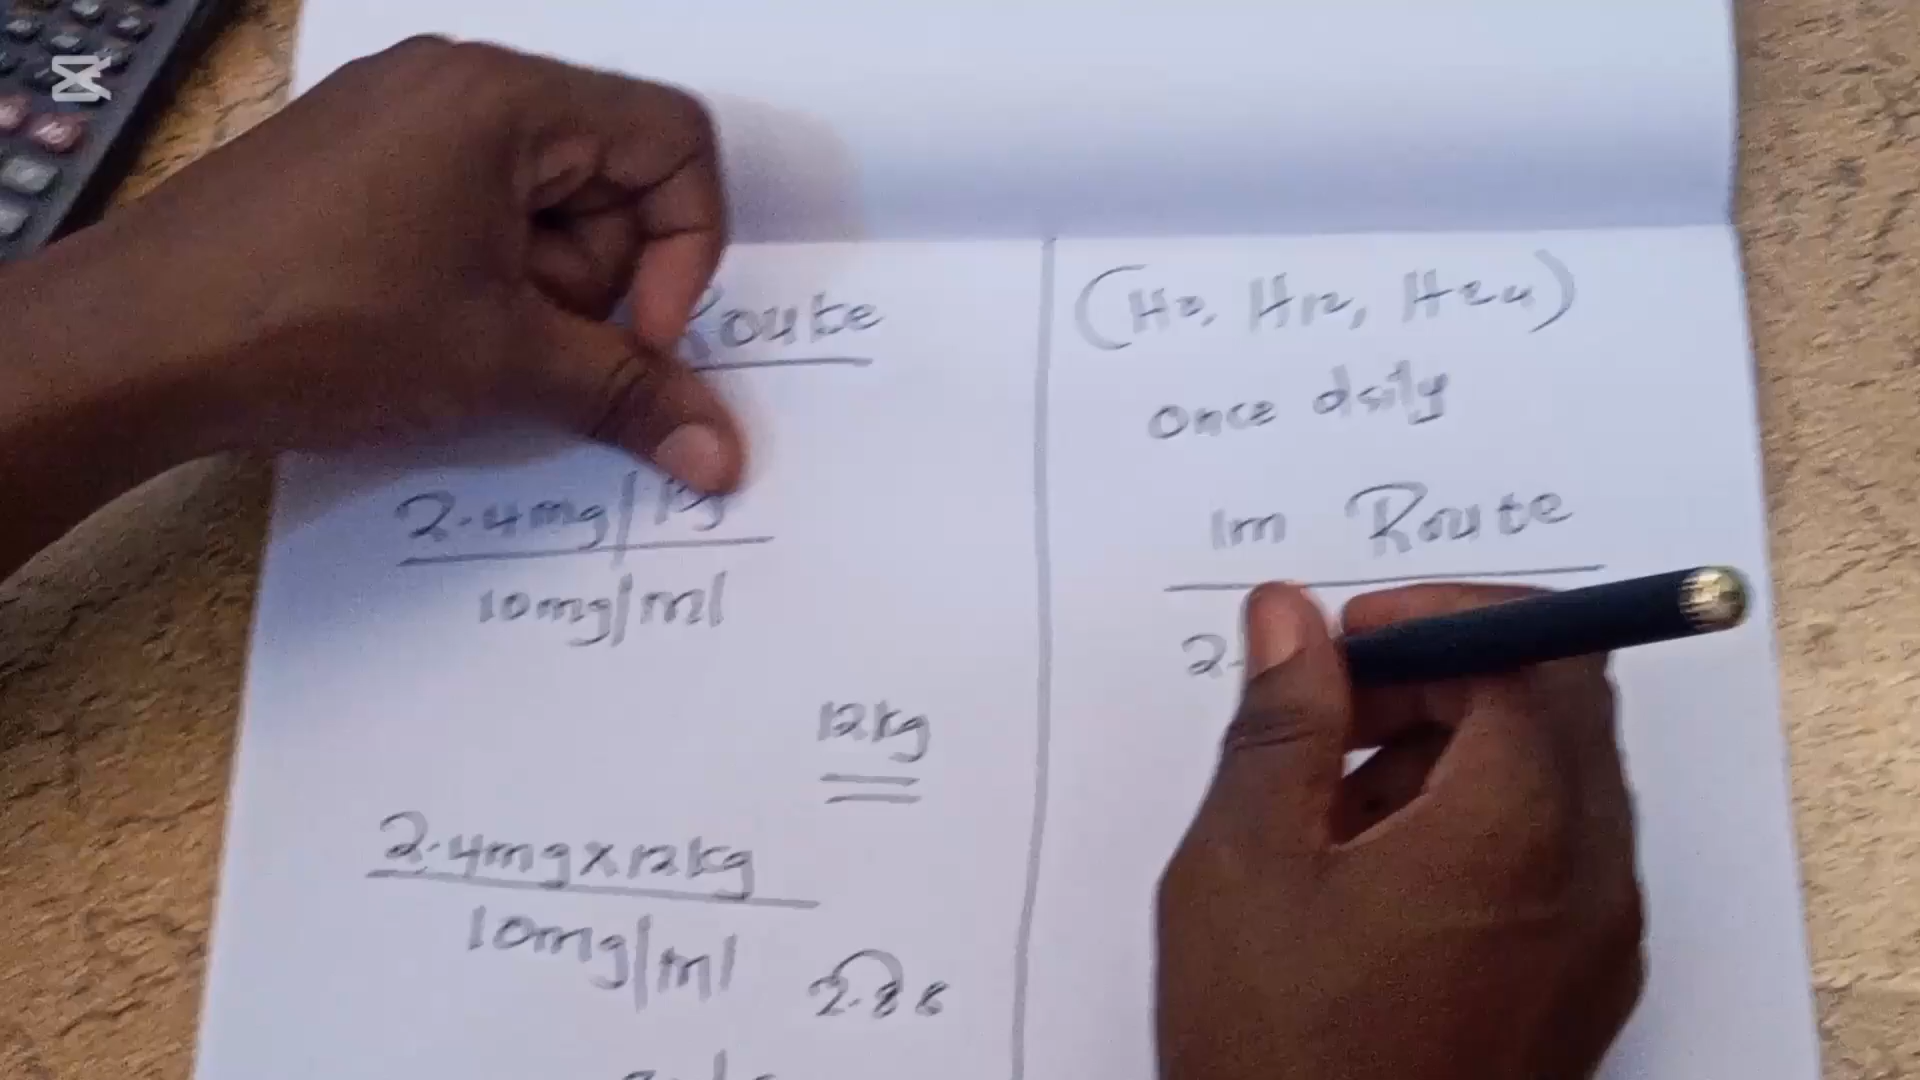 Route
2.4mg/kg
10mg/ml
12kg
2.4mg x 12kg
10mg/ml
2.88
(H0, H12, H24)
once daily
Im Route
2.